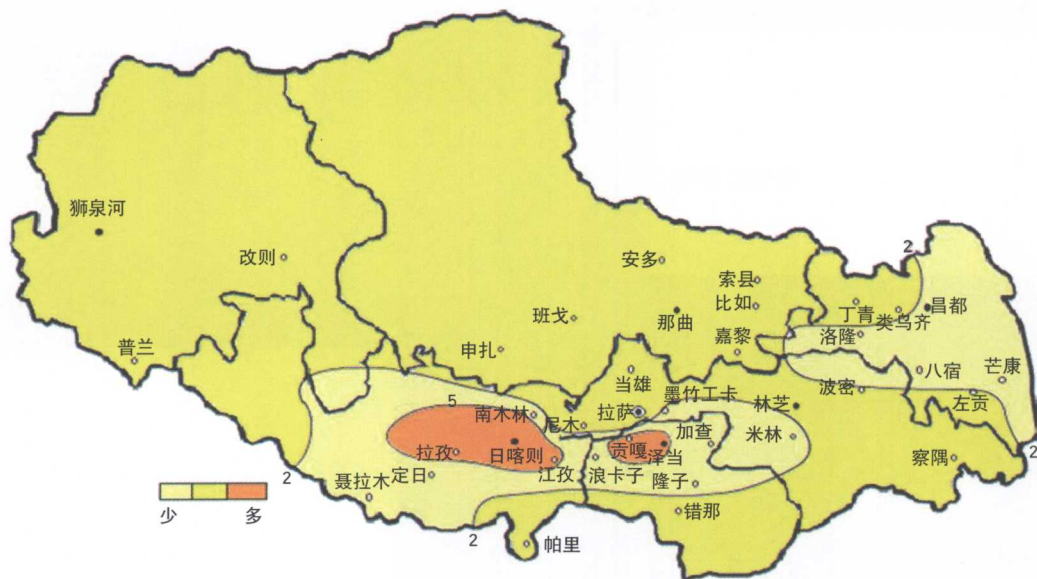 2
狮泉河
改则
安多
索县
比如
昌都
班戈
那曲
丁青
类乌齐
普兰
申扎
嘉黎
洛隆
当雄
八宿
芒康
波密
5
墨竹工卡
林芝
左贡
南木林
尼木
拉萨
加查
米林
贡嘎
泽当
拉孜
日喀则
江孜
浪卡子
察隅
2
聂拉木
定日
隆子
2
少
多
错那
2
帕里